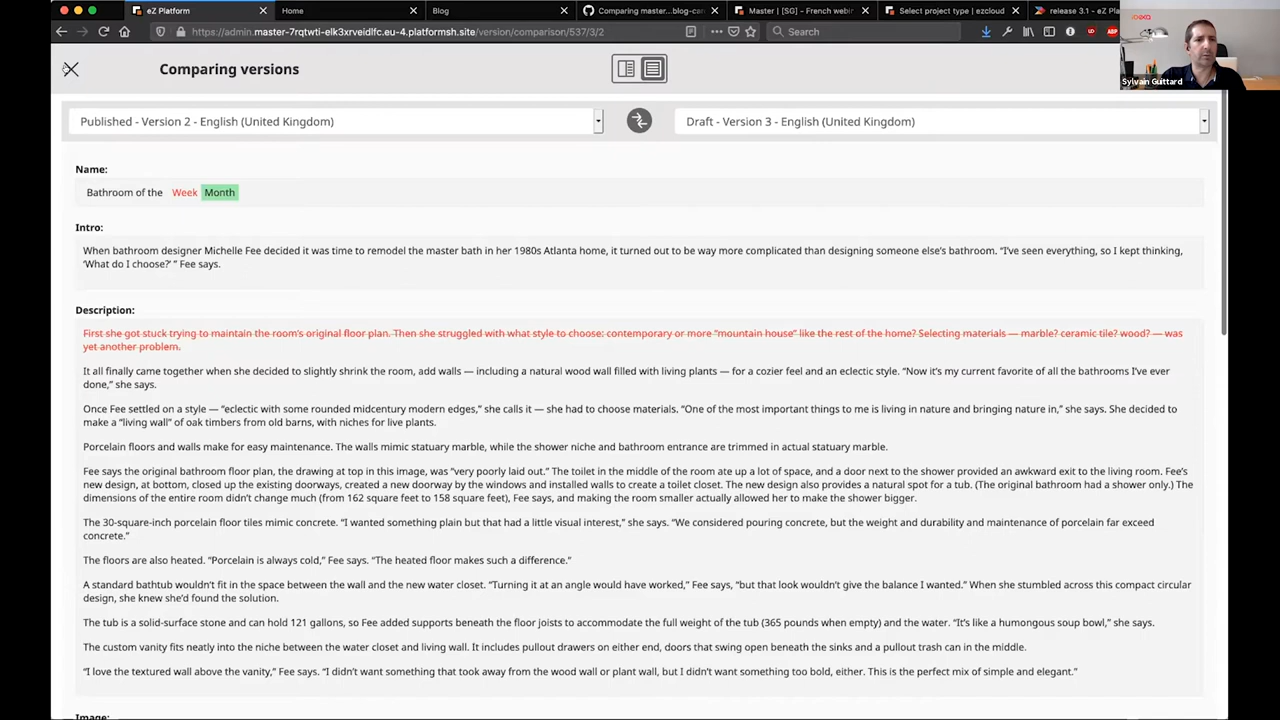 eZ Platform
Home
Blog
Comparing master...blog-can
Master | [SG] - French webin
Select project type | ezcloud
release 3.1 - eZ Pla
https://admin.master-7rqtwti-elk3xrveidlfc.eu-4.platformsh.site/version/comparison/537/3/2
Search
Sylvain Guittard
Comparing versions
Published - Version 2 - English (United Kingdom)
Draft - Version 3 - English (United Kingdom)
Name:
Bathroom of the Week Month
Intro:
When bathroom designer Michelle Fee decided it was time to remodel the master bath in her 1980s Atlanta home, it turned out to be way more complicated than designing someone else’s bathroom. “I’ve seen everything, so I kept thinking,
‘What do I choose?’ ” Fee says.
Description:
First she got stuck trying to maintain the room’s original floor plan. Then she struggled with what style to choose: contemporary or more “mountain house” like the rest of the home? Selecting materials — marble? ceramic tile? wood? — was
yet another problem.
It all finally came together when she decided to slightly shrink the room, add walls — including a natural wood wall filled with living plants — for a cozier feel and an eclectic style. “Now it’s my current favorite of all the bathrooms I’ve ever
done,” she says.
Once Fee settled on a style — “eclectic with some rounded midcentury modern edges,” she calls it — she had to choose materials. “One of the most important things to me is living in nature and bringing nature in,” she says. She decided to
make a “living wall” of oak timbers from old barns, with niches for live plants.
Porcelain floors and walls make for easy maintenance. The walls mimic statuary marble, while the shower niche and bathroom entrance are trimmed in actual statuary marble.
Fee says the original bathroom floor plan, the drawing at top in this image, was “very poorly laid out.” The toilet in the middle of the room ate up a lot of space, and a door next to the shower provided an awkward exit to the living room. Fee’s
new design, at bottom, closed up the existing doorways, created a new doorway by the windows and installed walls to create a toilet closet. The new design also provides a natural spot for a tub. (The original bathroom had a shower only.) The
dimensions of the entire room didn’t change much (from 162 square feet to 158 square feet), Fee says, and making the room smaller actually allowed her to make the shower bigger.
The 30-square-inch porcelain floor tiles mimic concrete. “I wanted something plain but that had a little visual interest,” she says. “We considered pouring concrete, but the weight and durability and maintenance of porcelain far exceed
concrete.”
The floors are also heated. “Porcelain is always cold,” Fee says. “The heated floor makes such a difference.”
A standard bathtub wouldn’t fit in the space between the wall and the new water closet. “Turning it at an angle would have worked,” Fee says, “but that look wouldn’t give the balance I wanted.” When she stumbled across this compact circular
design, she knew she’d found the solution.
The tub is a solid-surface stone and can hold 121 gallons, so Fee added supports beneath the floor joists to accommodate the full weight of the tub (365 pounds when empty) and the water. “It’s like a humongous soup bowl,” she says.
The custom vanity fits neatly into the niche between the water closet and living wall. It includes pullout drawers on either end, doors that swing open beneath the sinks and a pullout trash can in the middle.
“I love the textured wall above the vanity,” Fee says. “I didn’t want something that took away from the wood wall or plant wall, but I didn’t want something too bold, either. This is the perfect mix of simple and elegant.”
Image: